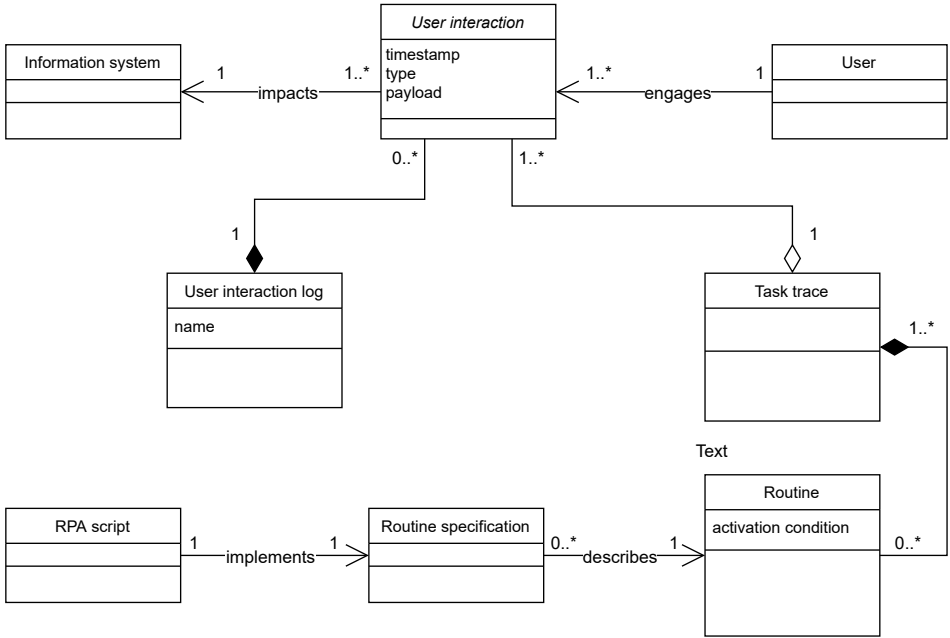 User interaction
timestamp
type
payload
Information system
User
1
impacts
1..*
1..*
engages
1
0..*
1..*
1
1
User interaction log
name
Task trace
1..*
Text
RPA script
Routine specification
Routine
activation condition
1
implements
1
0..*
describes
1
0..*